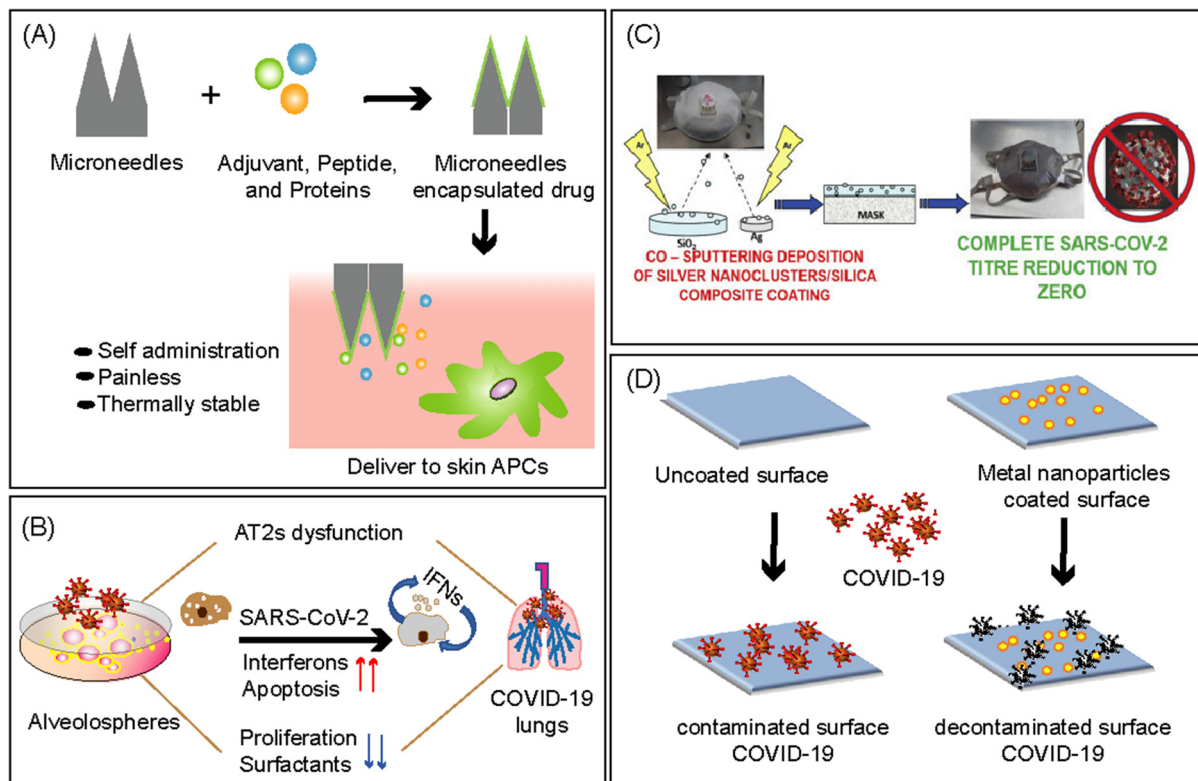 (A)
+
Microneedles
Adjuvant, Peptide,
and Proteins
Microneedles
encapsulated drug
Self administration
Painless
Thermally stable
Deliver to skin APCs
(B)
AT2s dysfunction
SARS-CoV-2
IFNs
Interferons
Apoptosis
Alveolospheres
COVID-19
lungs
Proliferation
Surfactants
(C)
Ar
Ar
SiO2
Ag
MASK
CO – SPUTTERING DEPOSITION
OF SILVER NANOCLUSTERS/SILICA
COMPOSITE COATING
COMPLETE SARS-COV-2
TITRE REDUCTION TO
ZERO
(D)
Uncoated surface
Metal nanoparticles
coated surface
COVID-19
contaminated surface
COVID-19
decontaminated surface
COVID-19